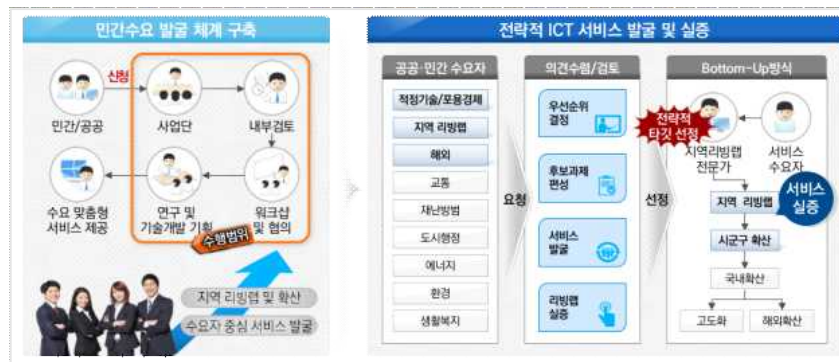 민간수요 발굴 체계 구축
신청
민간/공공
사업단
내부검토
수요 맞춤형
서비스 제공
연구 및
기술개발 기획
워크샵
및 협의
수행범위
지역 리빙랩 및 확산
수요자 중심 서비스 발굴
전략적 ICT 서비스 발굴 및 실증
공공·민간 수요자
적정기술/포용경제
지역 리빙랩
해외
교통
재난방범
도시행정
에너지
환경
생활복지
요청
의견수렴/검토
우선순위
결정
후보과제
편성
서비스
발굴
리빙랩
실증
선정
Bottom-Up방식
전략적
타깃 선정
지역리빙랩
전문가
서비스
수요자
지역 리빙랩
서비스
실증
시군구 확산
국내확산
고도화
해외확산